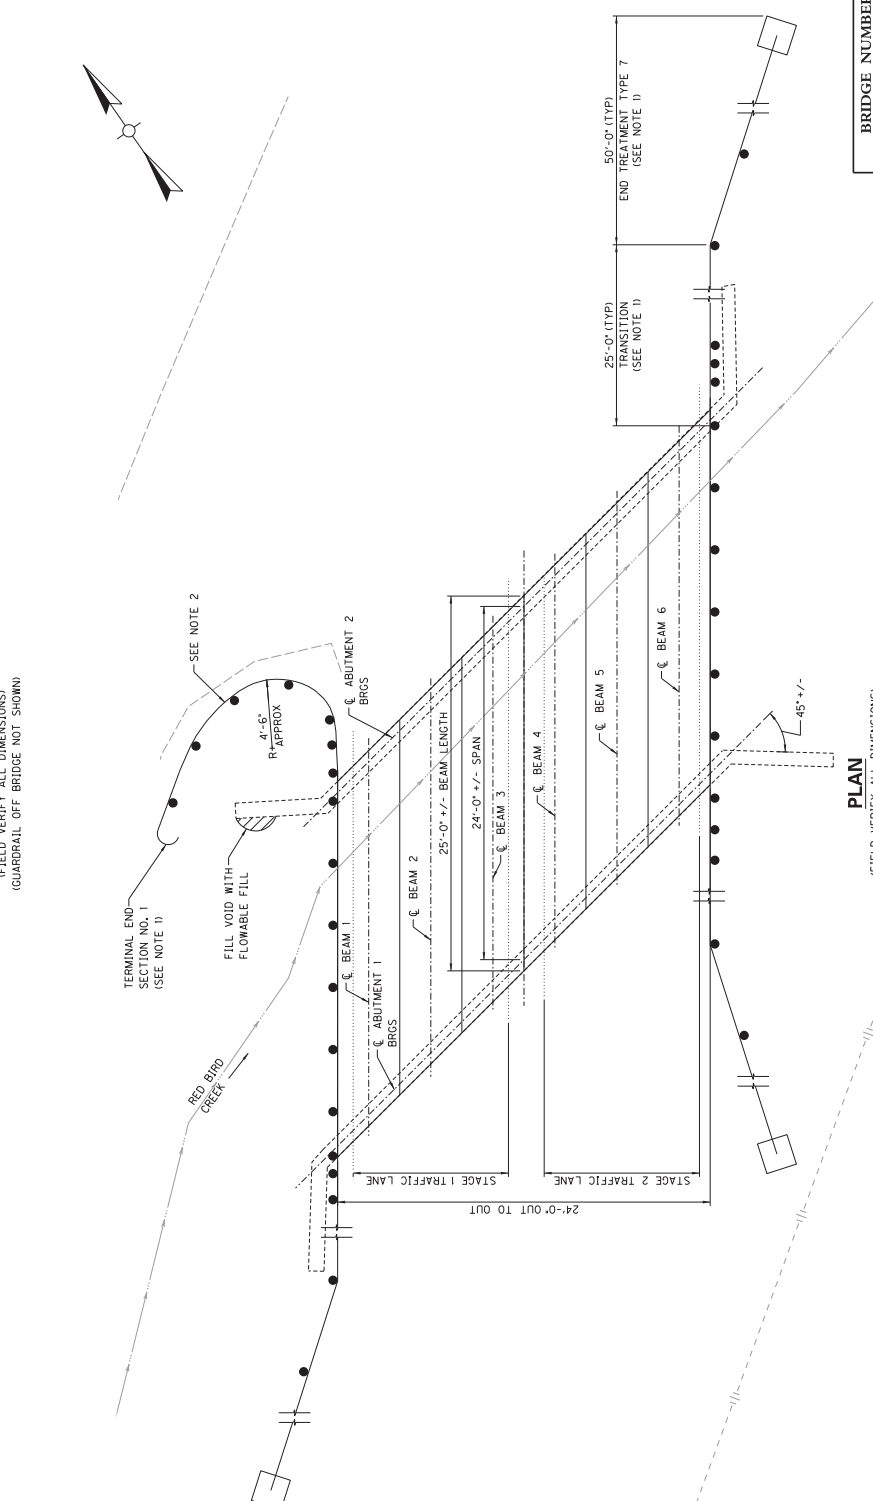 (FIELD VERIFY ALL DIMENSIONS)
(GUARDRAIL OFF BRIDGE NOT SHOWN)
BRIDGE NUMBER
50'-0" (TYP)
END TREATMENT TYPE 7
(SEE NOTE 1)
25'-0" (TYP)
TRANSITION
(SEE NOTE 1)
SEE NOTE 2
4'-6"
R=
APPROX
℄ ABUTMENT 2
BRGS
TERMINAL END
SECTION NO. 1
(SEE NOTE 1)
FILL VOID WITH
FLOWABLE FILL
RED BIRD
CREEK
℄ BEAM 1
℄ ABUTMENT 1
BRGS
℄ BEAM 2
25'-0" +/- BEAM LENGTH
24'-0" +/- SPAN
℄ BEAM 3
℄ BEAM 4
℄ BEAM 5
℄ BEAM 6
45° +/-
STAGE 1 TRAFFIC LANE
STAGE 2 TRAFFIC LANE
24'-0" OUT TO OUT
PLAN
(FIELD VERIFY ALL DIMENSIONS)